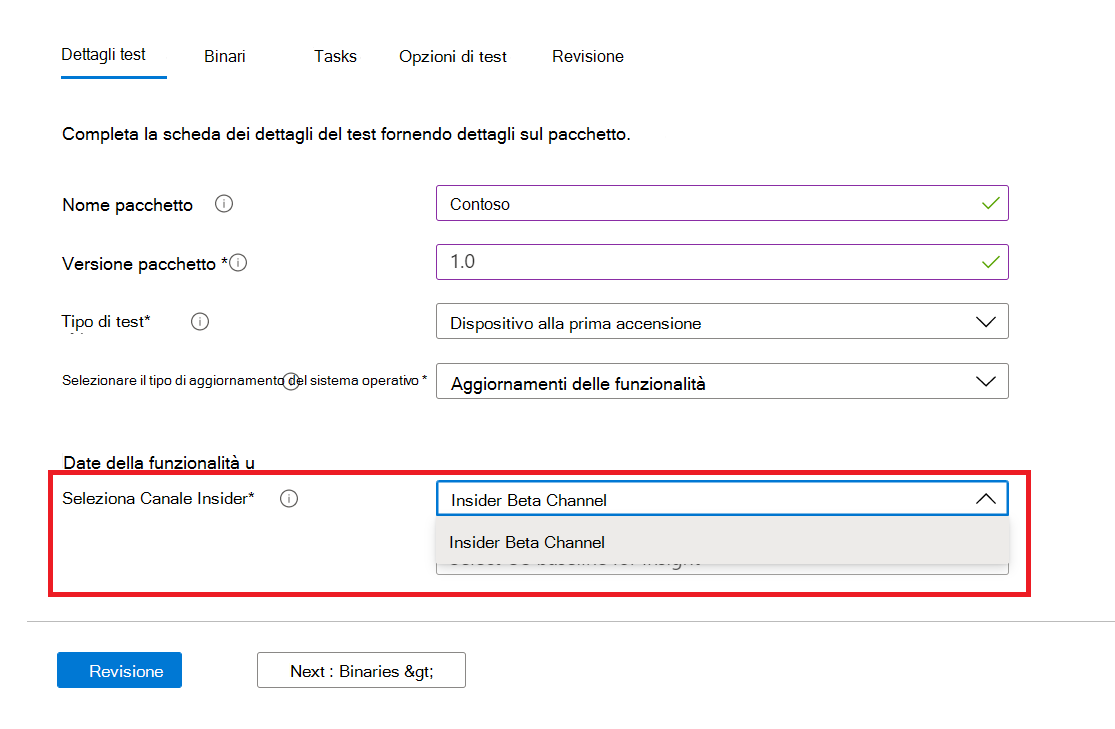 Dettagli test Binari Tasks Opzioni di test Revisione
Completa la scheda dei dettagli del test fornendo dettagli sul pacchetto.
Nome pacchetto Contoso
Versione pacchetto * 1.0
Tipo di test* Dispositivo alla prima accensione
Selezionare il tipo di aggiornamento del sistema operativo * Aggiornamenti delle funzionalità
Date della funzionalità u
Seleziona Canale Insider* Insider Beta Channel
Insider Beta Channel
Revisione Next : Binaries &gt;